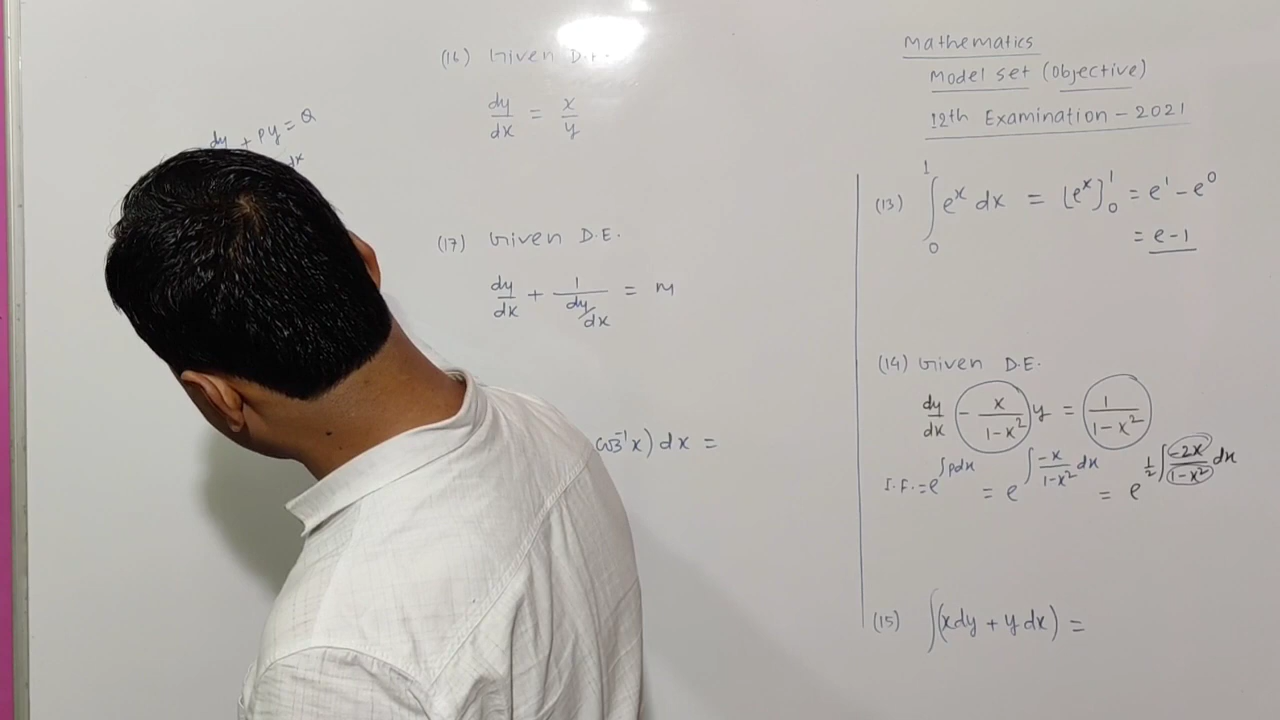 Mathematics
Model set (Objective)
12th Examination - 2021
dy/ + Py = Q
dx
(16) Given D.E.
dy/dx = x/y
(17) Given D.E.
dy/dx + 1/(dy/dx) = M
cos⁻¹x) dx =
(13) ∫₀¹ eˣ dx = [eˣ]₀¹ = e¹ - e⁰
= e-1
(14) Given D.E.
dy/dx - x/(1-x²) y = 1/(1-x²)
I.F. = e^∫Pdx = e^∫ -x/(1-x²) dx = e^½∫ -2x/(1-x²) dx
(15) ∫(xdy + y dx) =